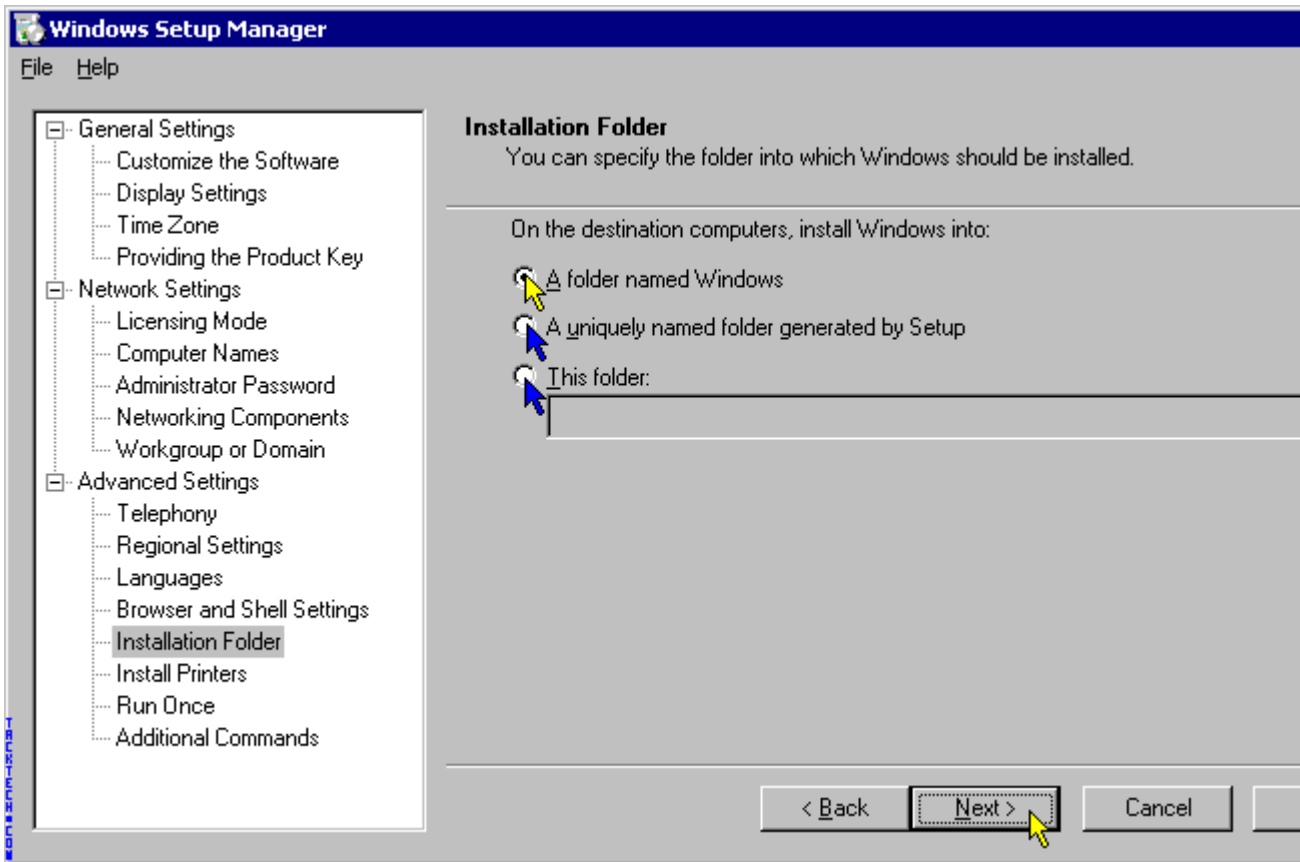 Windows Setup Manager
File Help
General Settings
Customize the Software
Display Settings
Time Zone
Providing the Product Key
Network Settings
Licensing Mode
Computer Names
Administrator Password
Networking Components
Workgroup or Domain
Advanced Settings
Telephony
Regional Settings
Languages
Browser and Shell Settings
Installation Folder
Install Printers
Run Once
Additional Commands
Installation Folder
You can specify the folder into which Windows should be installed.
On the destination computers, install Windows into:
A folder named Windows
A uniquely named folder generated by Setup
This folder:
< Back Next > Cancel
TACKTECH.COM